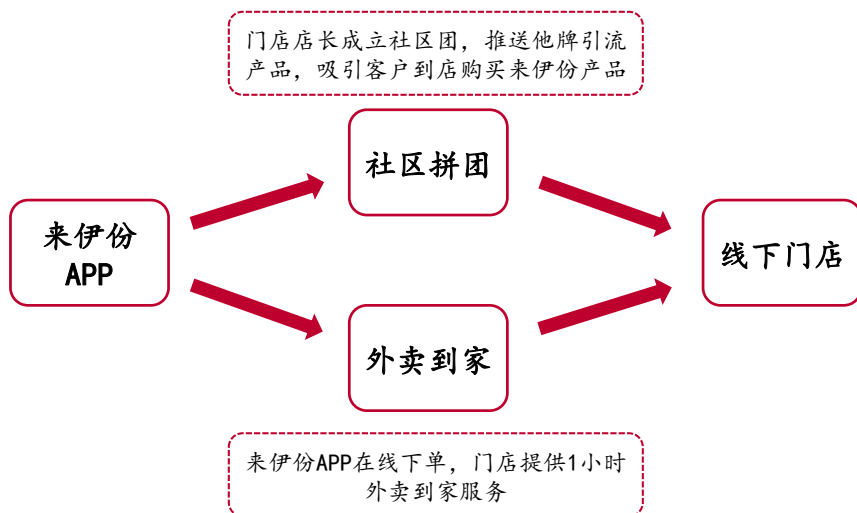 门店店长成立社区团，推送他牌引流
产品，吸引客户到店购买来伊份产品
社区拼团
来伊份
APP
线下门店
外卖到家
来伊份APP在线下单，门店提供1小时
外卖到家服务